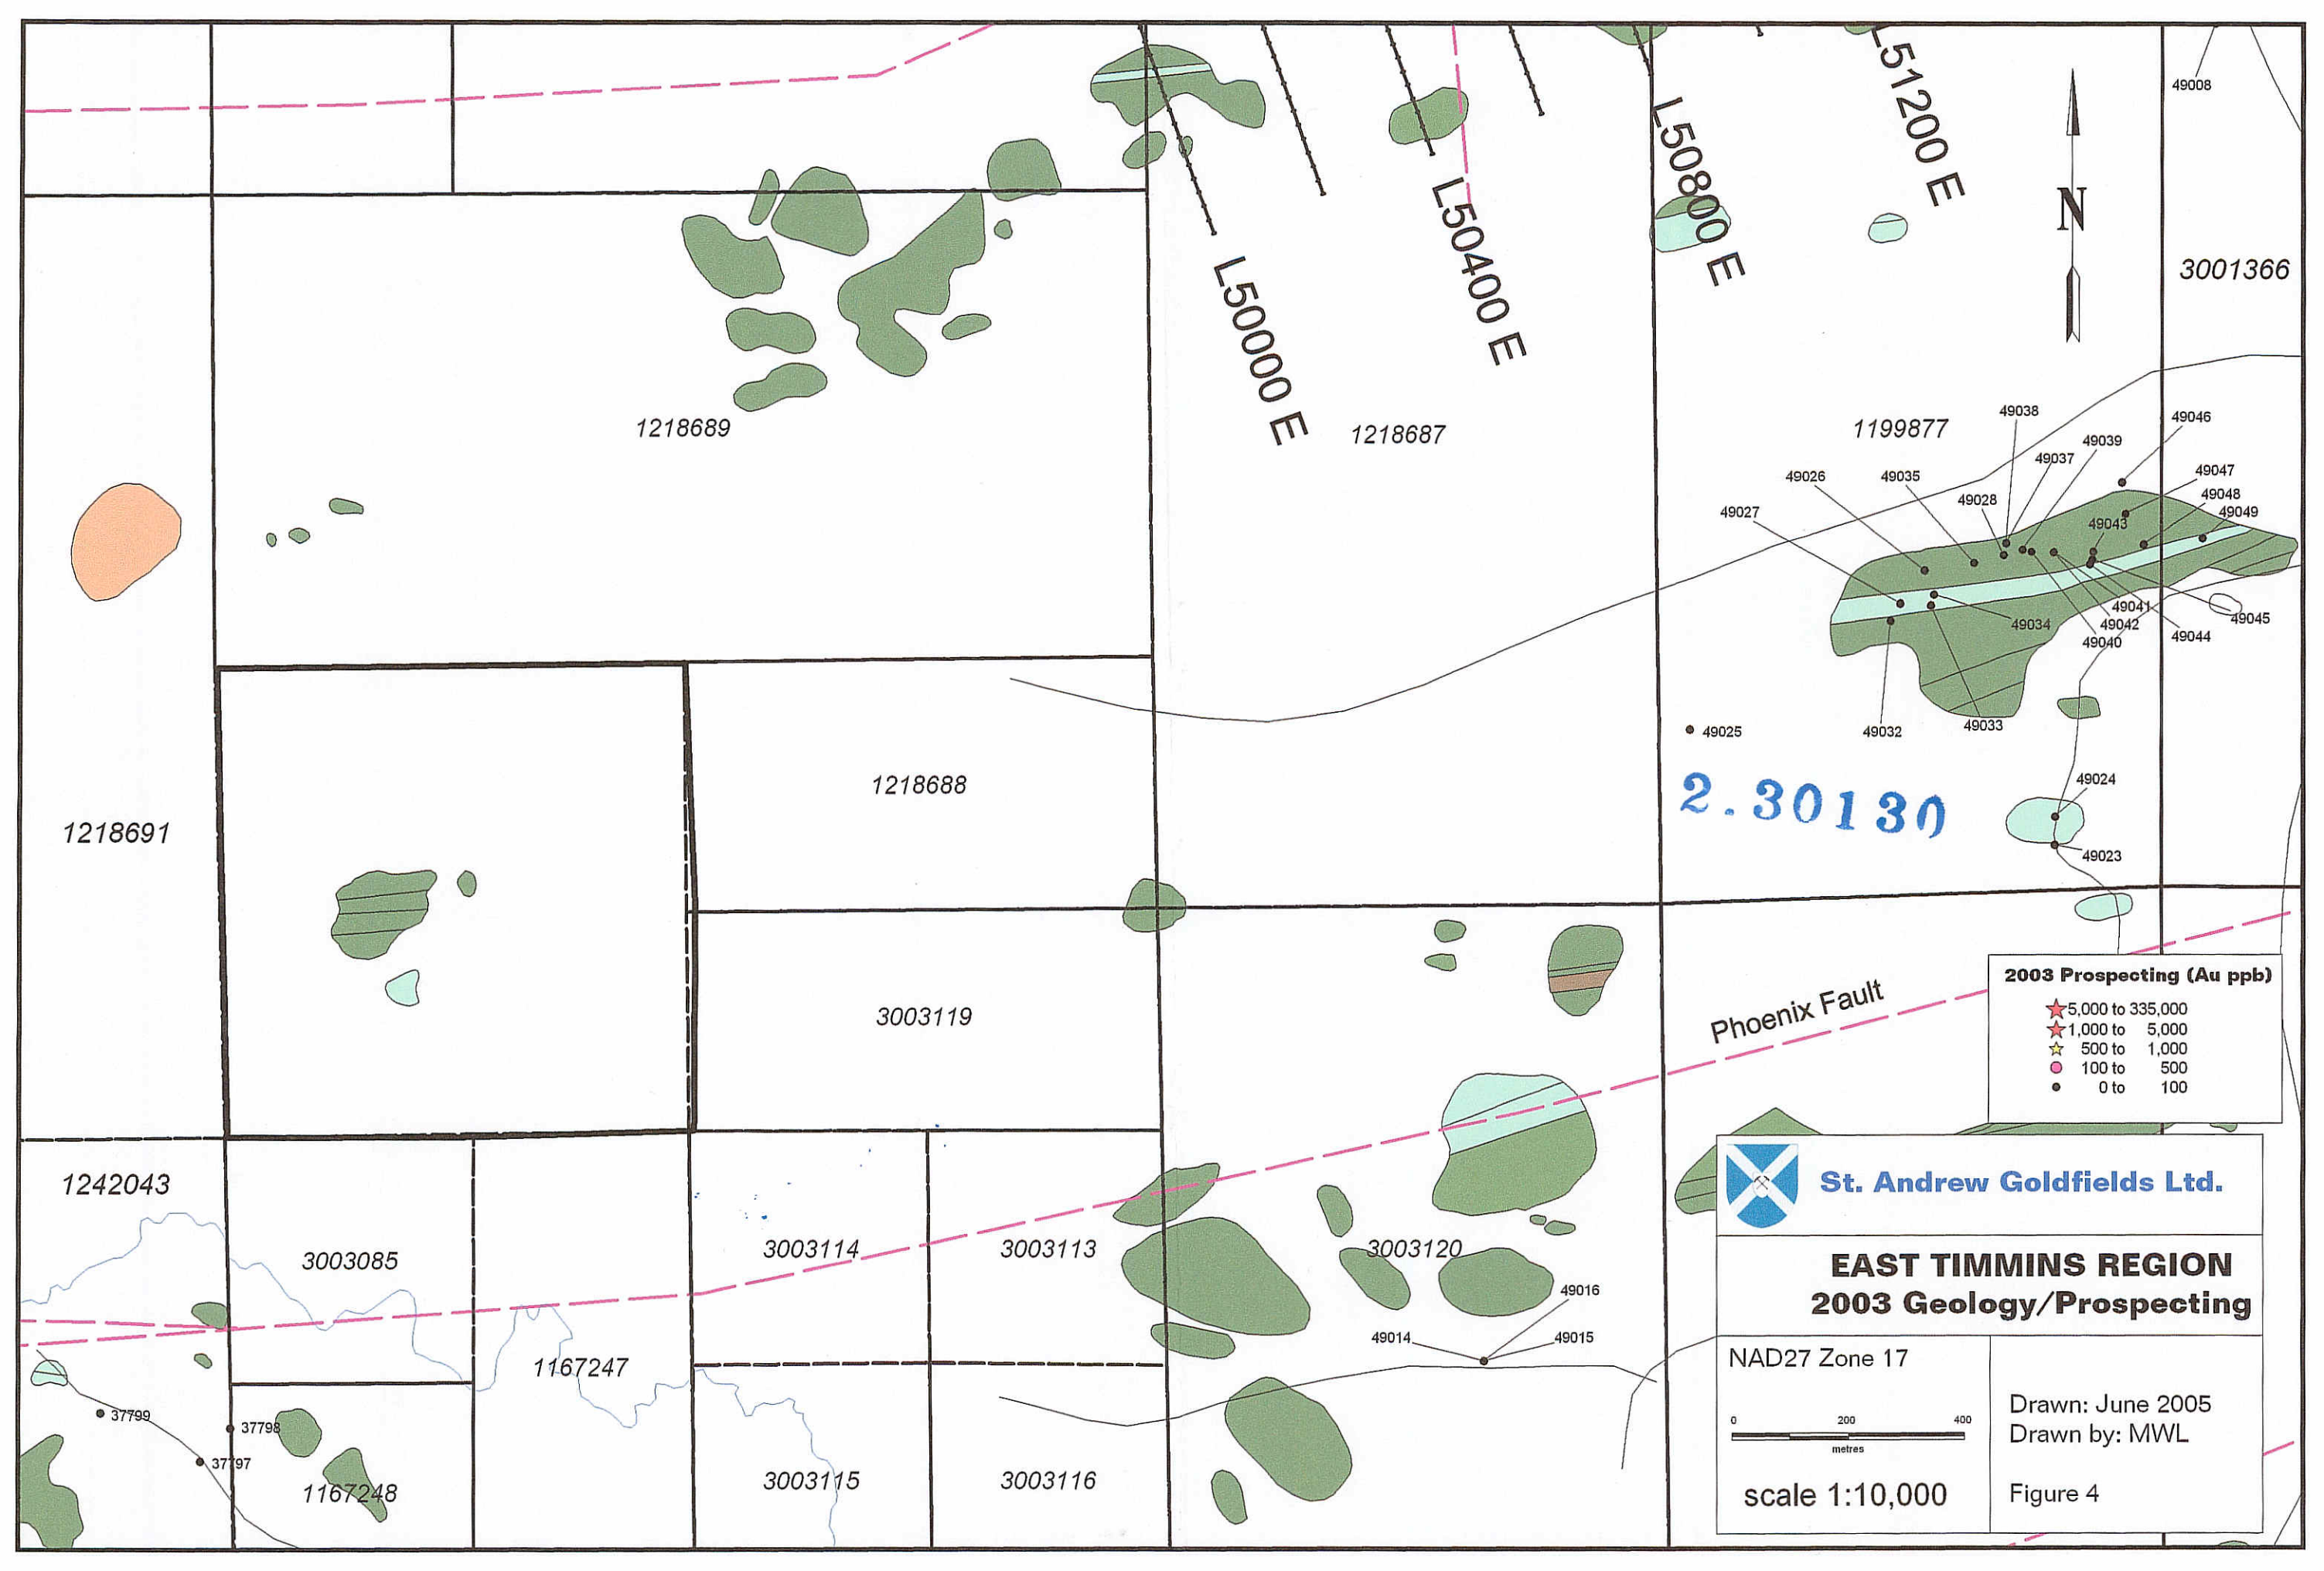 49008
L50000 E
L50400 E
L50800 E
L51200 E
N
3001366
1218689
1218687
1199877
49038
49046
49039
49037
49047
49026
49035
49028
49048
49027
49043
49049
49041
49034
49042
49045
49040
49044
49032
49033
49025
2.30130
49024
49023
1218688
1218691
3003119
Phoenix Fault
2003 Prospecting (Au ppb)
5,000 to 335,000
1,000 to 5,000
500 to 1,000
100 to 500
0 to 100
1242043
3003085
3003114
3003113
3003120
49016
49014
49015
1167247
37799
37798
37797
1167248
3003115
3003116
St. Andrew Goldfields Ltd.
EAST TIMMINS REGION
2003 Geology/Prospecting
NAD27 Zone 17
0 200 400
metres
scale 1:10,000
Drawn: June 2005
Drawn by: MWL
Figure 4